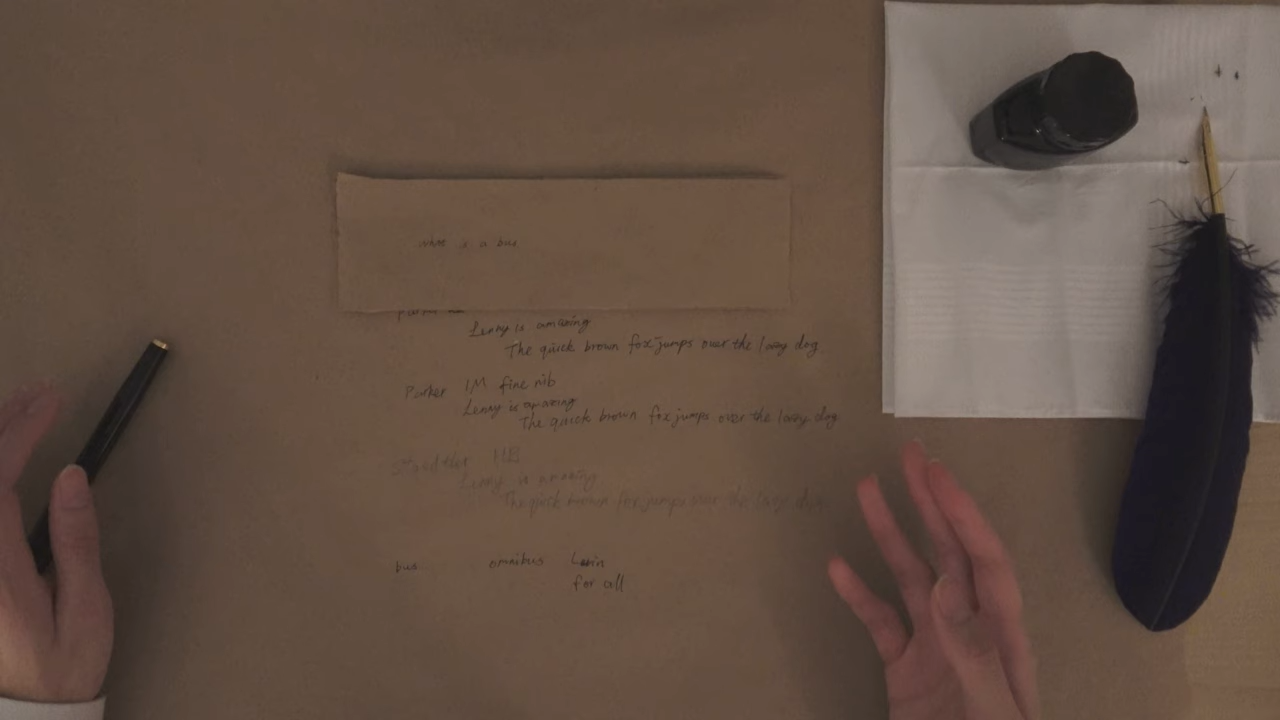 what is a bus
Lenny is amazing
The quick brown fox jumps over the lazy dog
Parker IM fine nib
Lenny is amazing
The quick brown fox jumps over the lazy dog
Staedtler HB
Lenny is amazing
The quick brown fox jumps over the lazy dog
bus omnibus Latin
for all